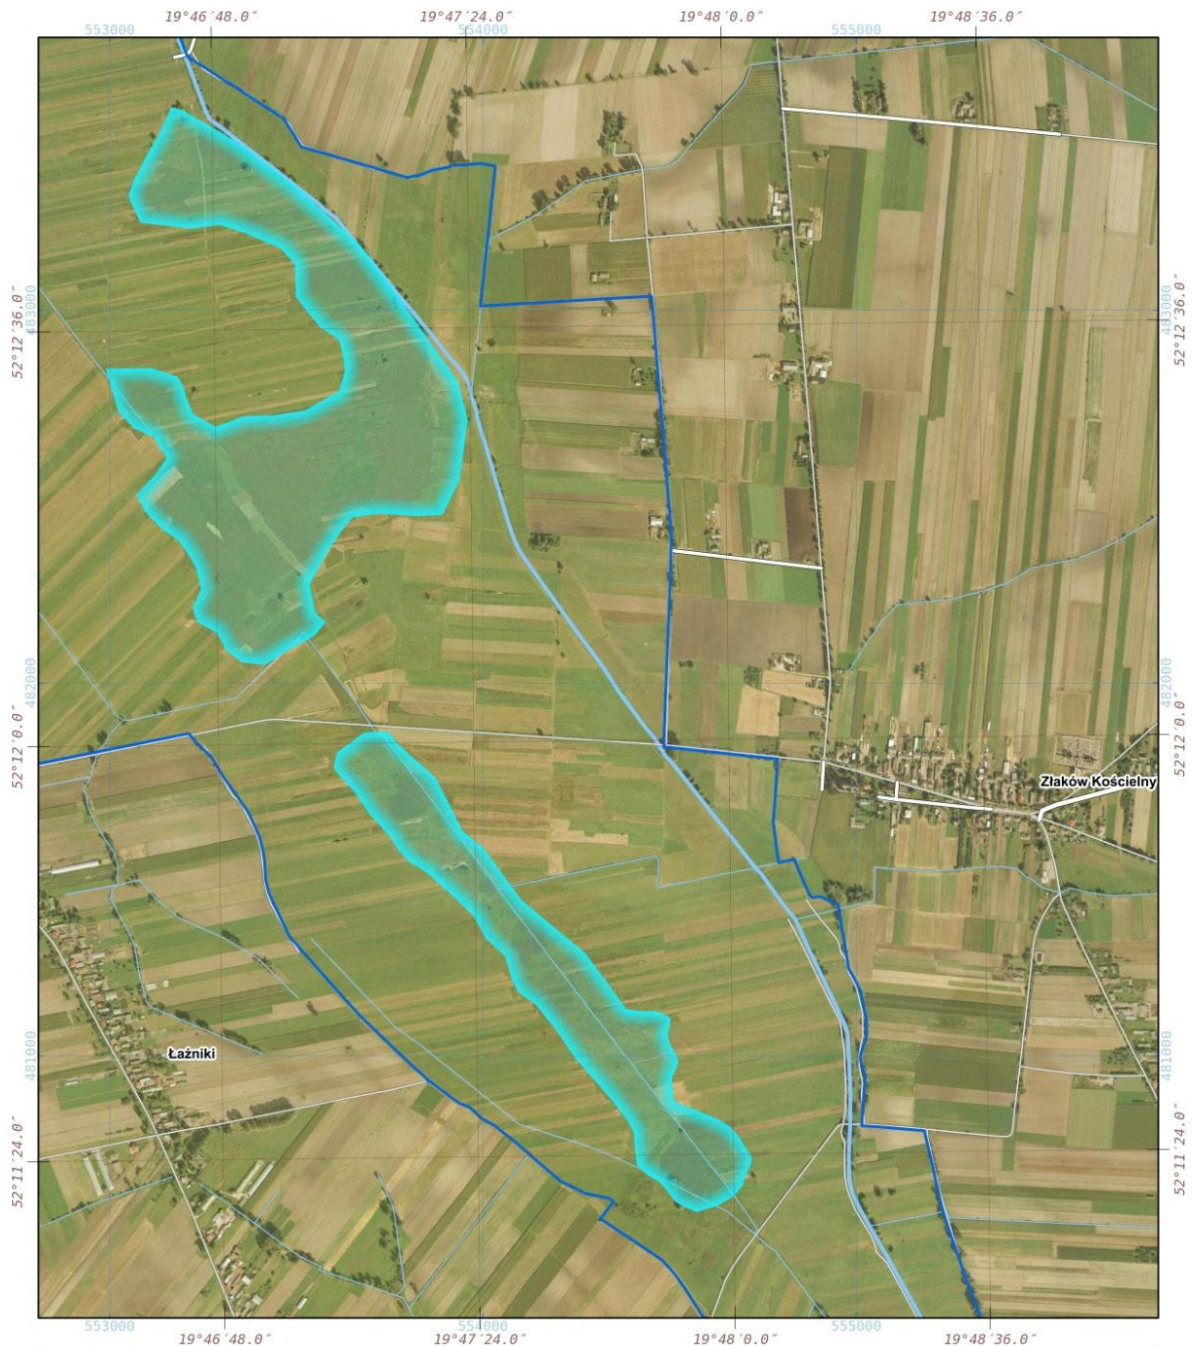 19°46′48.0″ 19°47′24.0″ 19°48′0.0″ 19°48′36.0″
553000 554000 555000
52°12′36.0″ 483000 483000 52°12′36.0″
482000 482000
52°12′0.0″ 52°12′0.0″
Złaków Kościelny
481000 481000
Łaźniki
52°11′24.0″ 52°11′24.0″
553000 554000 555000
19°46′48.0″ 19°47′24.0″ 19°48′0.0″ 19°48′36.0″